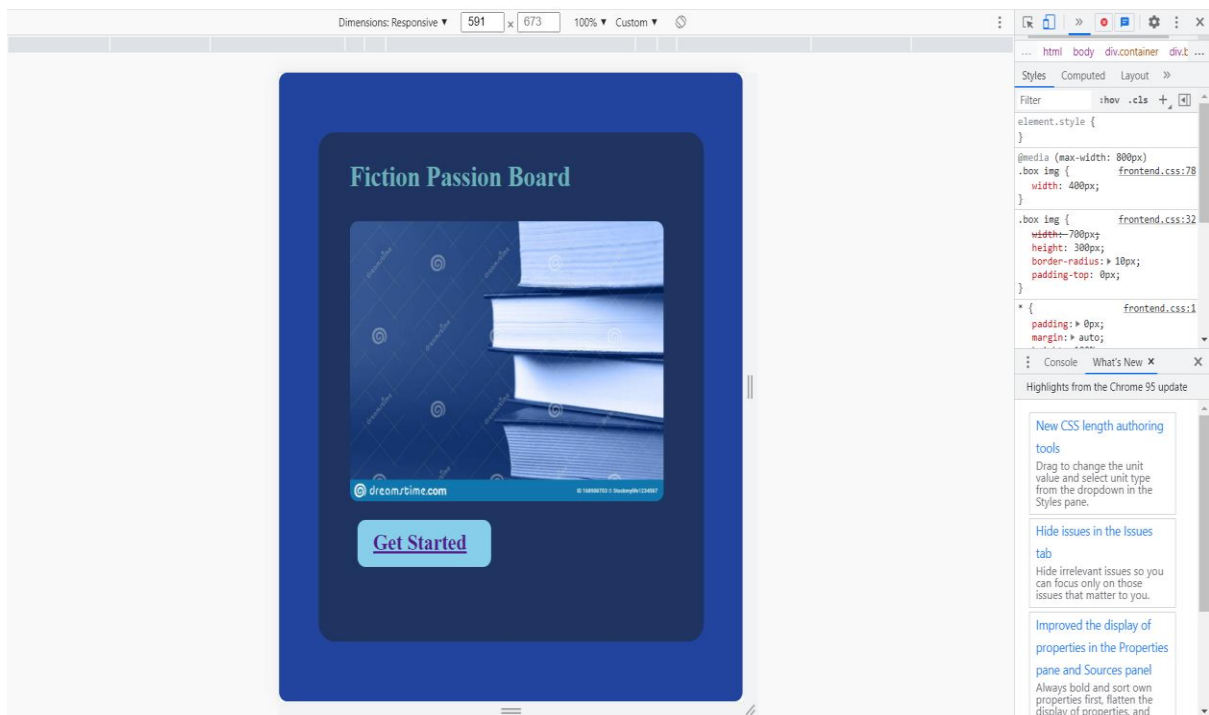 Dimensions: Responsive ▼ 591 x 673 100% ▼ Custom ▼
»
... html body div.container div.b ...
Styles Computed Layout »
Filter :hov .cls +
element.style {
}
@media (max-width: 800px)
.box img { frontend.css:78
width: 400px;
}
.box img { frontend.css:32
width: 700px;
height: 300px;
border-radius: ▶ 10px;
padding-top: 0px;
}
* { frontend.css:1
padding: ▶ 0px;
margin: ▶ auto;
Console What's New ×
Highlights from the Chrome 95 update
New CSS length authoring
tools
Drag to change the unit
value and select unit type
from the dropdown in the
Styles pane.
Hide issues in the Issues
tab
Hide irrelevant issues so you
can focus only on those
issues that matter to you.
Improved the display of
properties in the Properties
pane and Sources panel
Always bold and sort own
properties first, flatten the
display of properties, and
Fiction Passion Board
dreamstime.com
Get Started